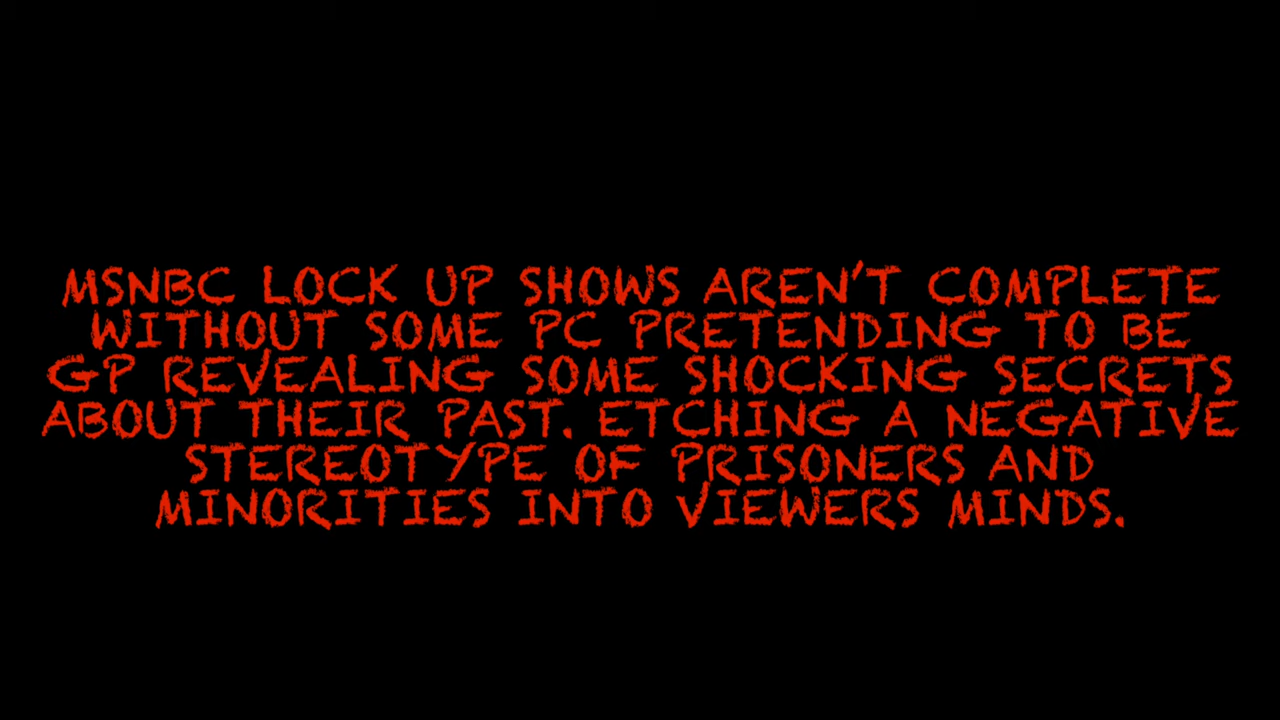 MSNBC LOCK UP SHOWS AREN'T COMPLETE
WITHOUT SOME PC PRETENDING TO BE
GP REVEALING SOME SHOCKING SECRETS
ABOUT THEIR PAST. ETCHING A NEGATIVE
STEREOTYPE OF PRISONERS AND
MINORITIES INTO VIEWERS MINDS.